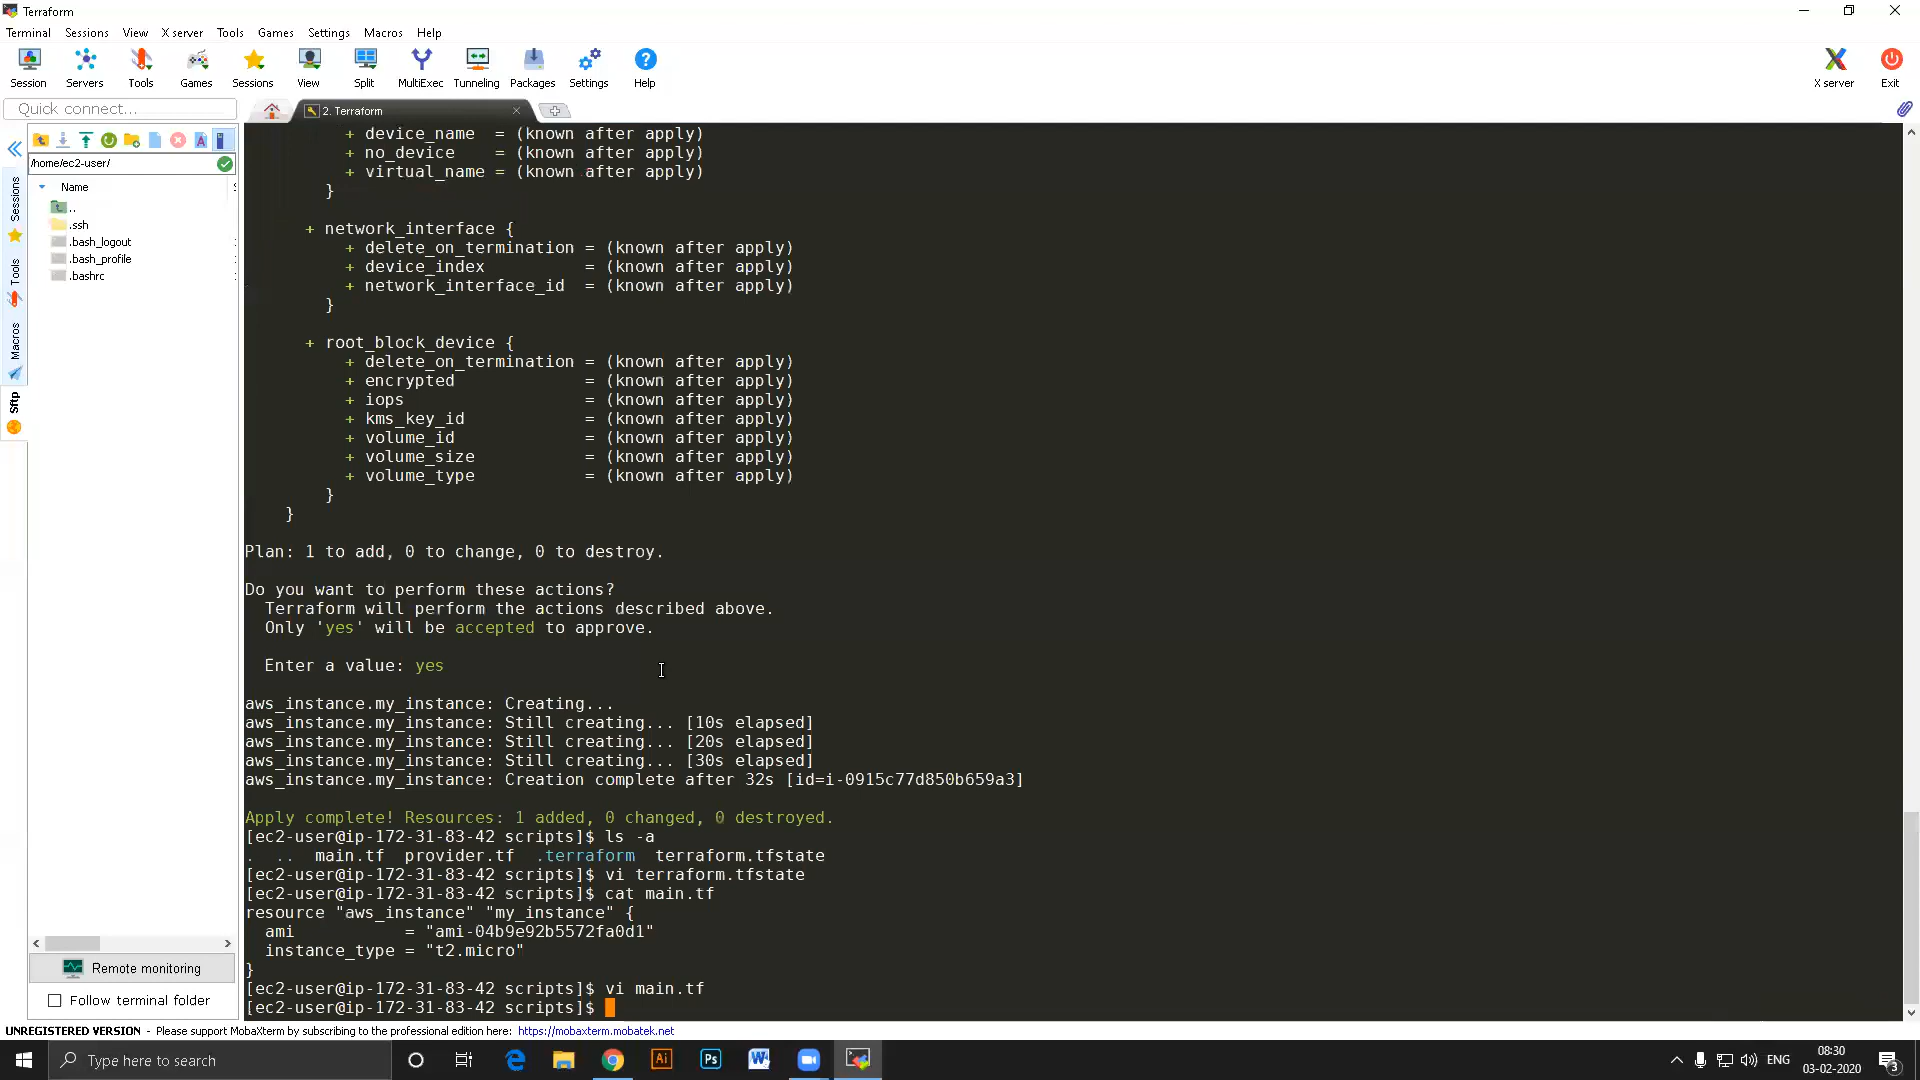 Terraform
Terminal Sessions View X server Tools Games Settings Macros Help
Session Servers Tools Games Sessions View Split MultiExec Tunneling Packages Settings Help X server Exit
Quick connect...
2. Terraform
/home/ec2-user/
Name
..
.ssh
.bash_logout
.bash_profile
.bashrc
Sessions
Tools
Macros
Sftp
+ device_name = (known after apply)
+ no_device = (known after apply)
+ virtual_name = (known after apply)
}
+ network_interface {
+ delete_on_termination = (known after apply)
+ device_index = (known after apply)
+ network_interface_id = (known after apply)
}
+ root_block_device {
+ delete_on_termination = (known after apply)
+ encrypted = (known after apply)
+ iops = (known after apply)
+ kms_key_id = (known after apply)
+ volume_id = (known after apply)
+ volume_size = (known after apply)
+ volume_type = (known after apply)
}
}
Plan: 1 to add, 0 to change, 0 to destroy.
Do you want to perform these actions?
Terraform will perform the actions described above.
Only 'yes' will be accepted to approve.
Enter a value: yes
aws_instance.my_instance: Creating...
aws_instance.my_instance: Still creating... [10s elapsed]
aws_instance.my_instance: Still creating... [20s elapsed]
aws_instance.my_instance: Still creating... [30s elapsed]
aws_instance.my_instance: Creation complete after 32s [id=i-0915c77d850b659a3]
Apply complete! Resources: 1 added, 0 changed, 0 destroyed.
[ec2-user@ip-172-31-83-42 scripts]$ ls -a
. .. main.tf provider.tf .terraform terraform.tfstate
[ec2-user@ip-172-31-83-42 scripts]$ vi terraform.tfstate
[ec2-user@ip-172-31-83-42 scripts]$ cat main.tf
resource "aws_instance" "my_instance" {
ami = "ami-04b9e92b5572fa0d1"
instance_type = "t2.micro"
}
[ec2-user@ip-172-31-83-42 scripts]$ vi main.tf
[ec2-user@ip-172-31-83-42 scripts]$
Remote monitoring
Follow terminal folder
UNREGISTERED VERSION - Please support MobaXterm by subscribing to the professional edition here: https://mobaxterm.mobatek.net
Type here to search
Ai
Ps
ENG
08:30
03-02-2020
3